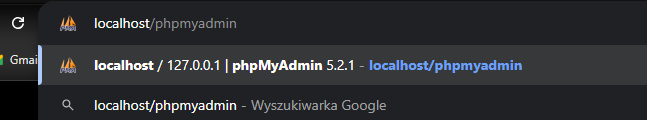 localhost/phpmyadmin
localhost / 127.0.0.1 | phpMyAdmin 5.2.1 - localhost/phpmyadmin
Gmai
localhost/phpmyadmin - Wyszukiwarka Google